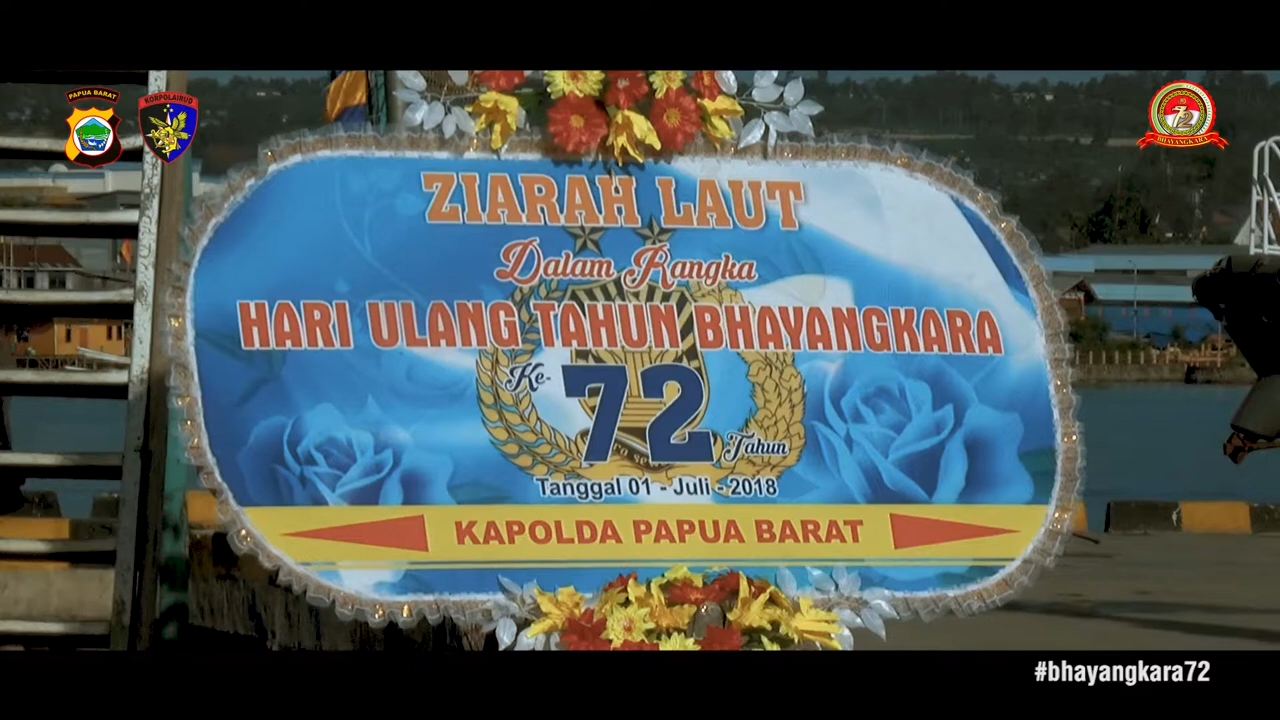 PAPUA BARAT
KORPOLAIRUD
72
BHAYANGKARA
ZIARAH LAUT
Dalam Rangka
HARI ULANG TAHUN BHAYANGKARA
Ke-
72
Tahun
Tanggal 01 - Juli - 2018
KAPOLDA PAPUA BARAT
#bhayangkara72